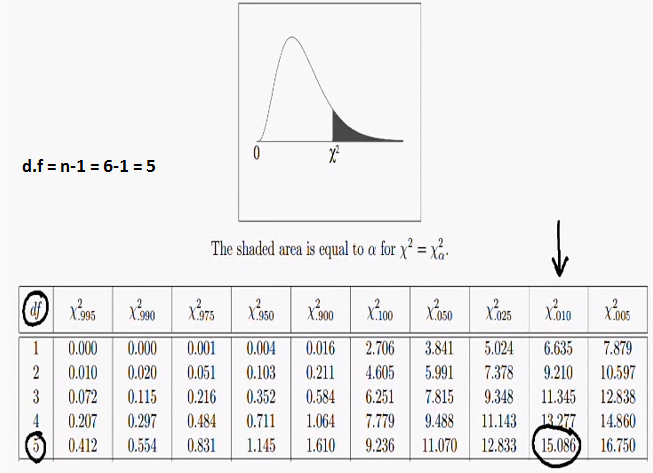 0
χ²
d.f = n-1 = 6-1 = 5
The shaded area is equal to α for χ² = χ²α.
df χ².995 χ².990 χ².975 χ².950 χ².900 χ².100 χ².050 χ².025 χ².010 χ².005
1 0.000 0.000 0.001 0.004 0.016 2.706 3.841 5.024 6.635 7.879
2 0.010 0.020 0.051 0.103 0.211 4.605 5.991 7.378 9.210 10.597
3 0.072 0.115 0.216 0.352 0.584 6.251 7.815 9.348 11.345 12.838
4 0.207 0.297 0.484 0.711 1.064 7.779 9.488 11.143 13.277 14.860
5 0.412 0.554 0.831 1.145 1.610 9.236 11.070 12.833 15.086 16.750